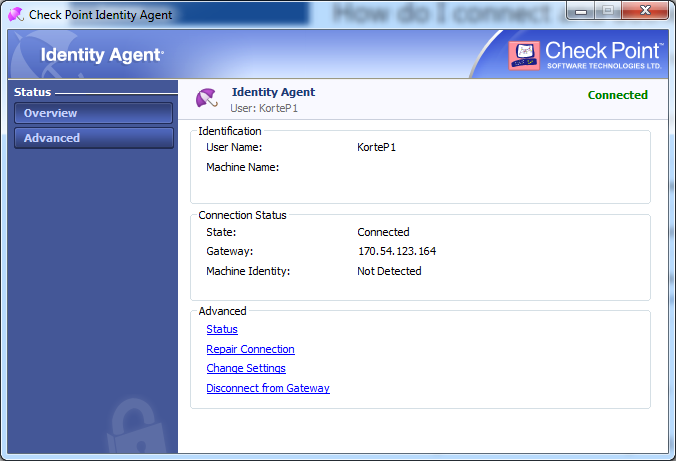 Check Point Identity Agent
How do I connect a
Identity Agent
Check Point™
SOFTWARE TECHNOLOGIES LTD.
Status
Overview
Advanced
Identity Agent
User: KorteP1
Connected
Identification
User Name: KorteP1
Machine Name:
Connection Status
State: Connected
Gateway: 170.54.123.164
Machine Identity: Not Detected
Advanced
Status
Repair Connection
Change Settings
Disconnect from Gateway